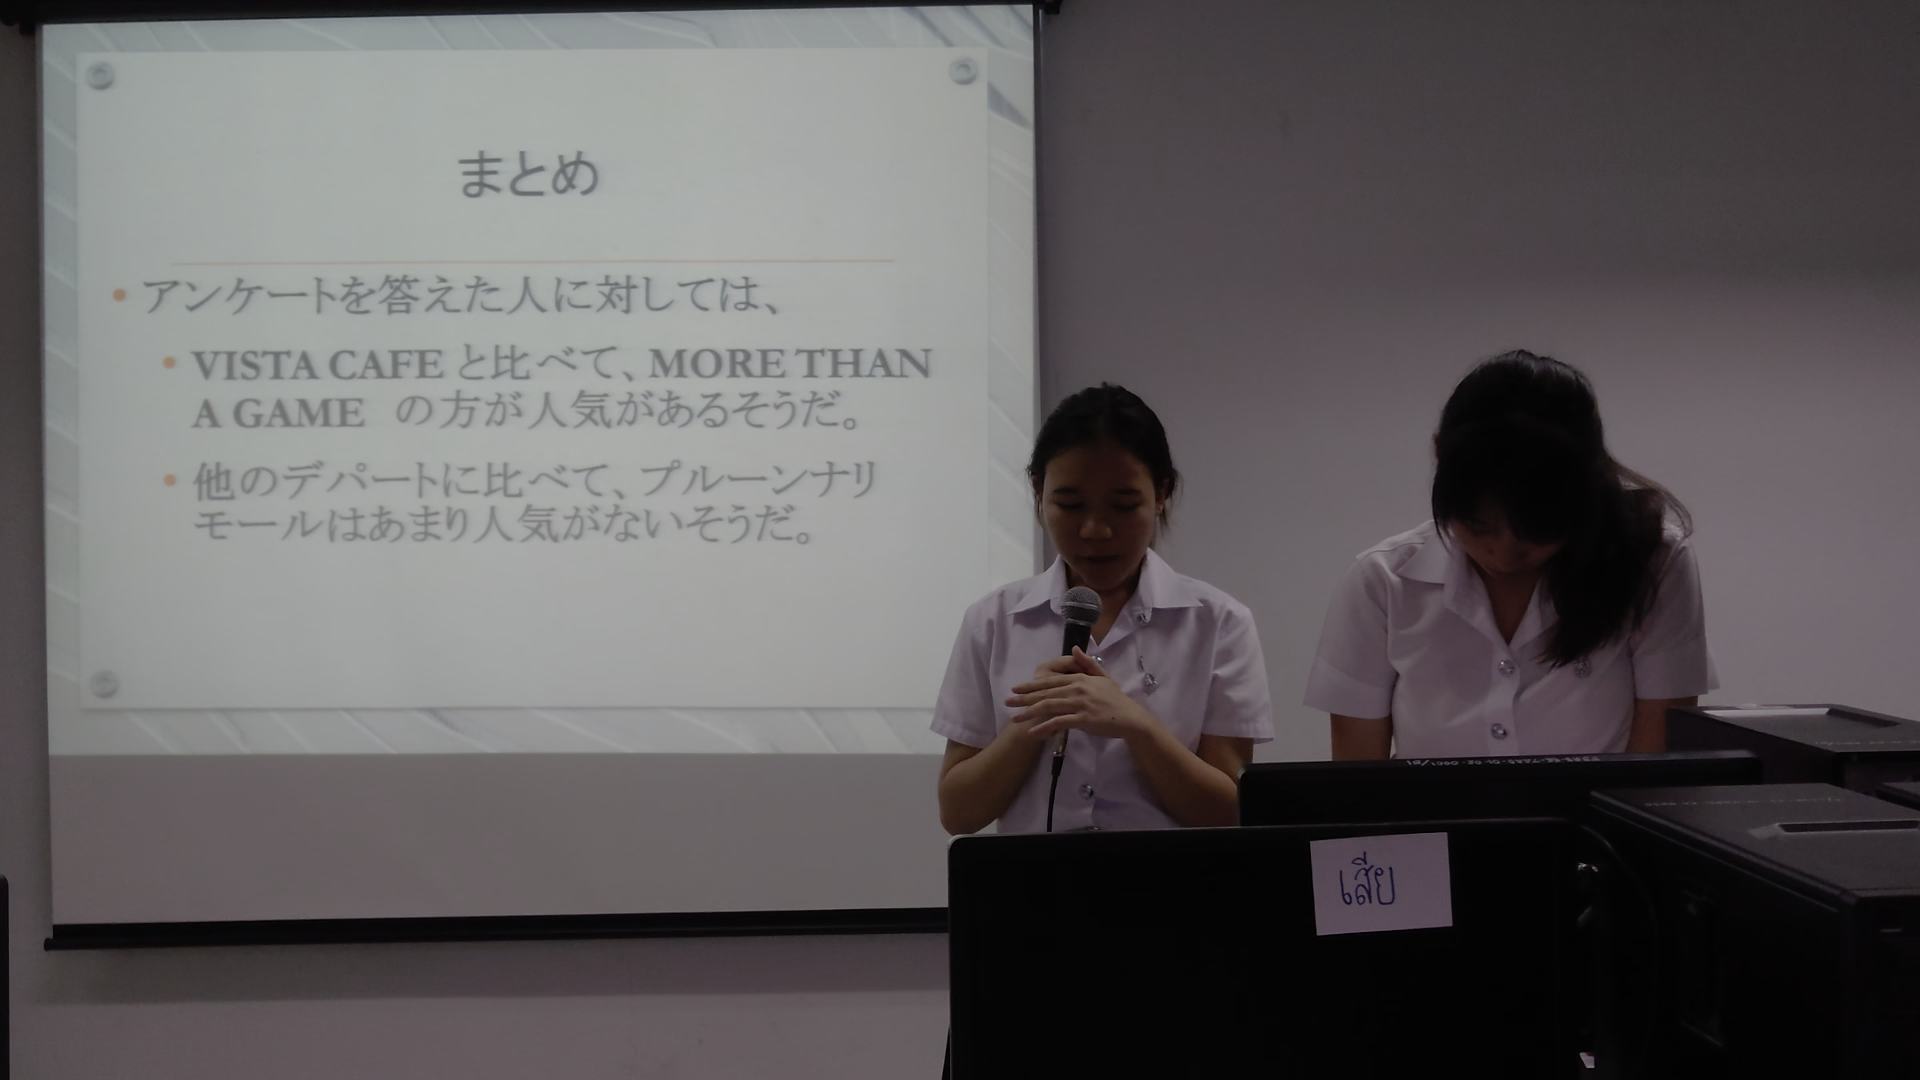 まとめ
• アンケートを答えた人に対しては、
• VISTA CAFE と比べて、MORE THAN
A GAME の方が人気があるそうだ。
• 他のデパートに比べて、プルーンナリ
モールはあまり人気がないそうだ。
เสีย